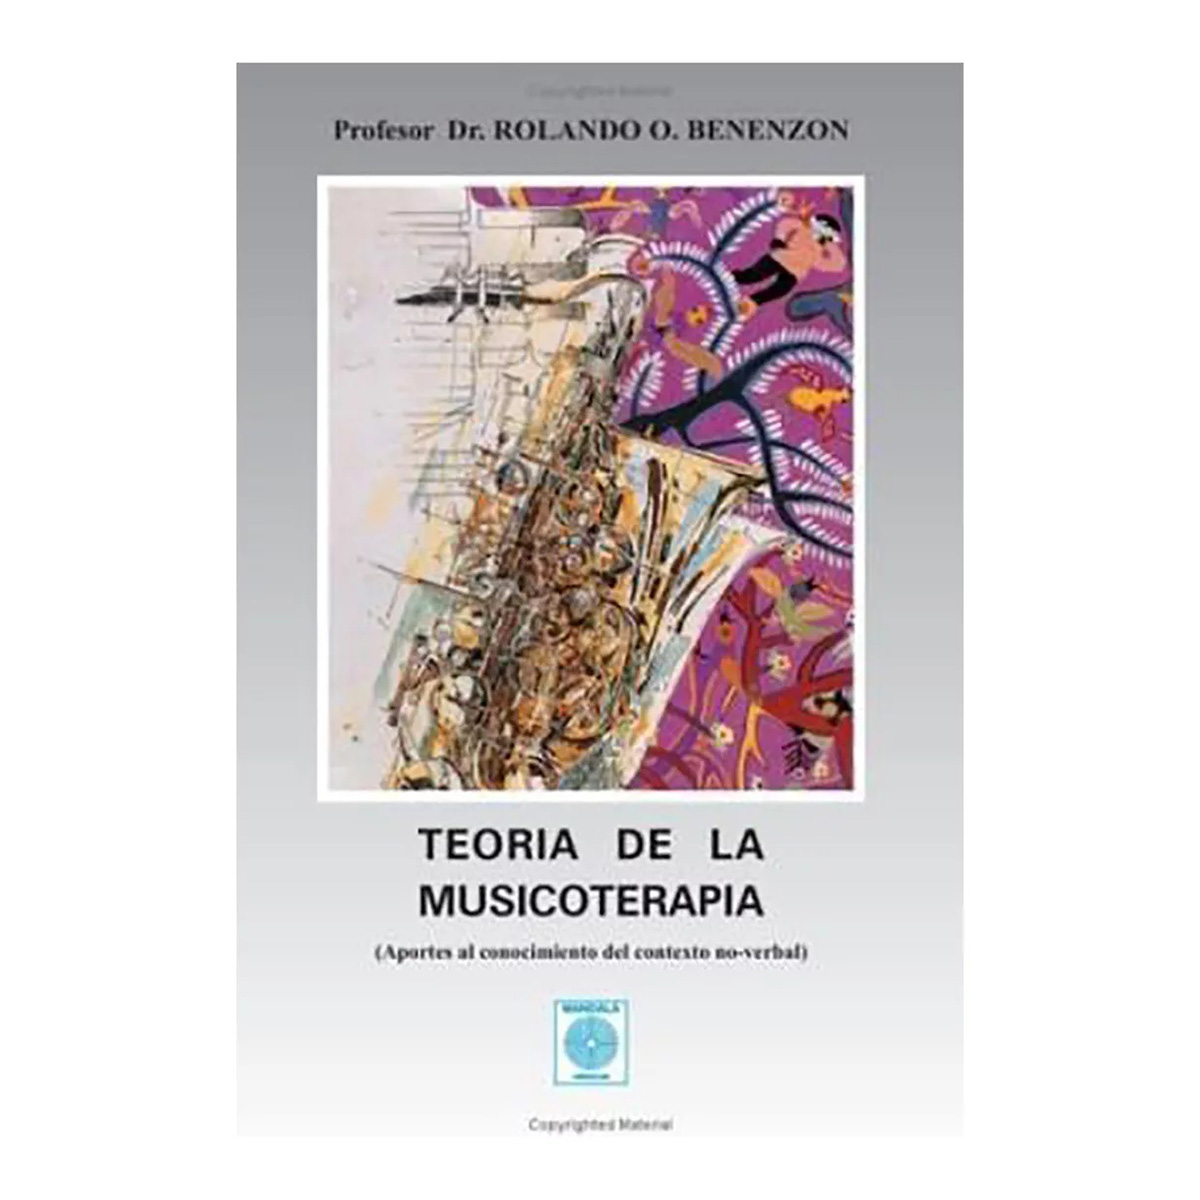 Copyrighted Material
Profesor Dr. ROLANDO O. BENENZON
TEORIA DE LA
MUSICOTERAPIA
(Aportes al conocimiento del contexto no-verbal)
MANDALA
Copyrighted Material